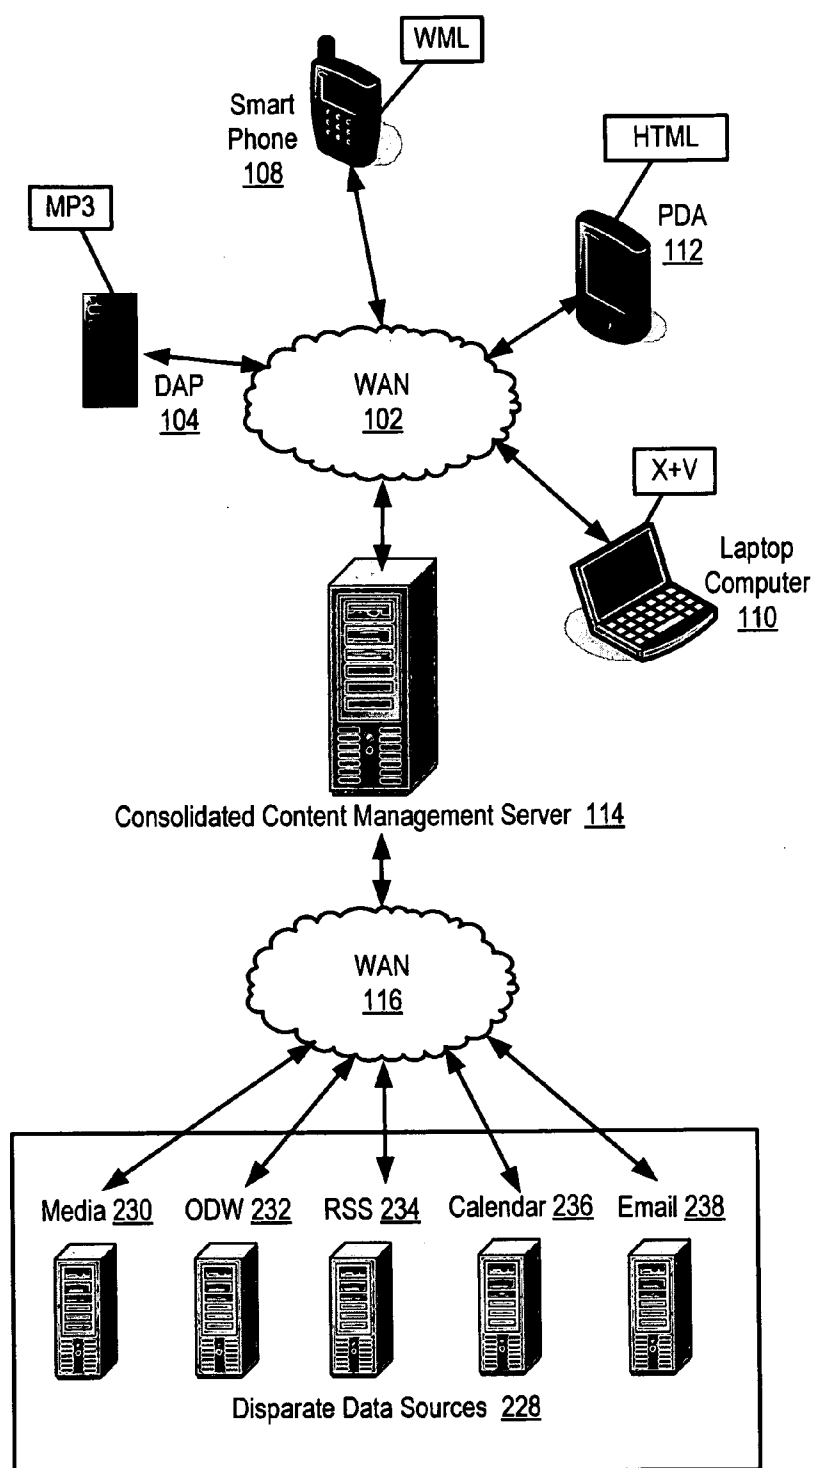 WML
Smart
Phone
108
HTML
PDA
112
MP3
DAP
104
WAN
102
X+V
Laptop
Computer
110
Consolidated Content Management Server 114
WAN
116
Media 230 ODW 232 RSS 234 Calendar 236 Email 238
Disparate Data Sources 228